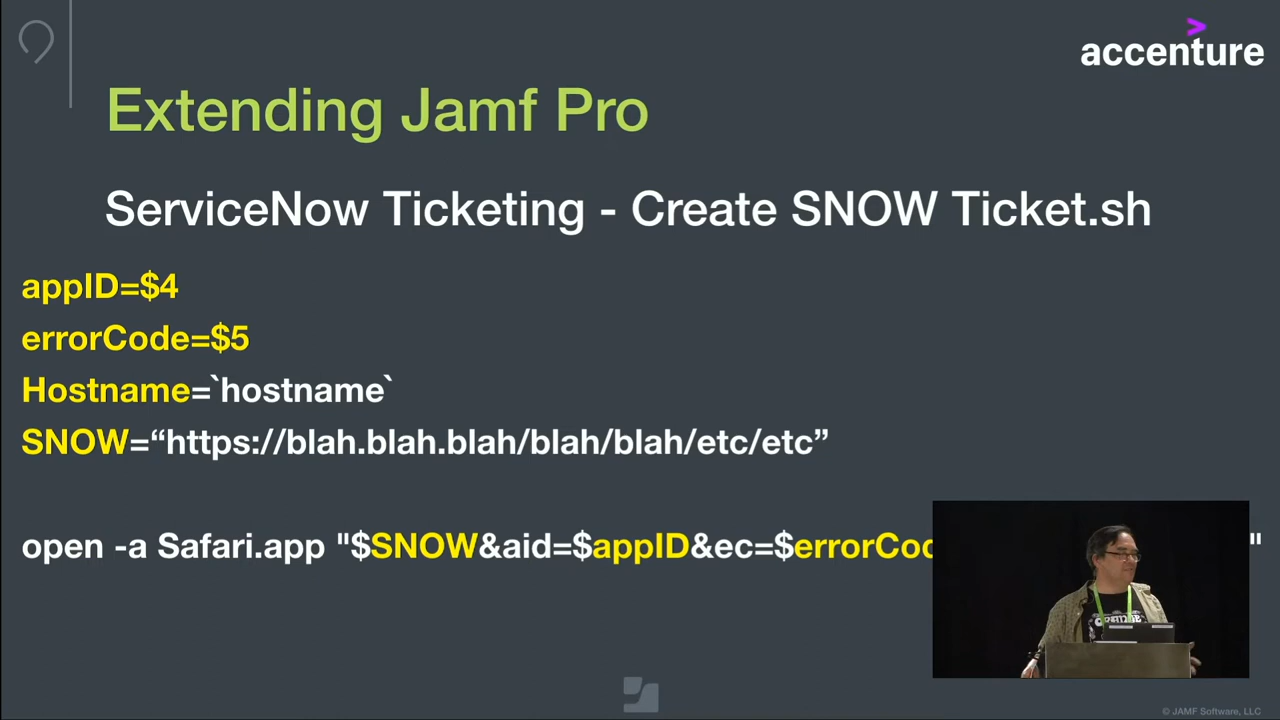 accenture
Extending Jamf Pro
ServiceNow Ticketing - Create SNOW Ticket.sh
appID=$4
errorCode=$5
Hostname=`hostname`
SNOW=“https://blah.blah.blah/blah/blah/etc/etc”
open -a Safari.app "$SNOW&aid=$appID&ec=$errorCo "
© JAMF Software, LLC